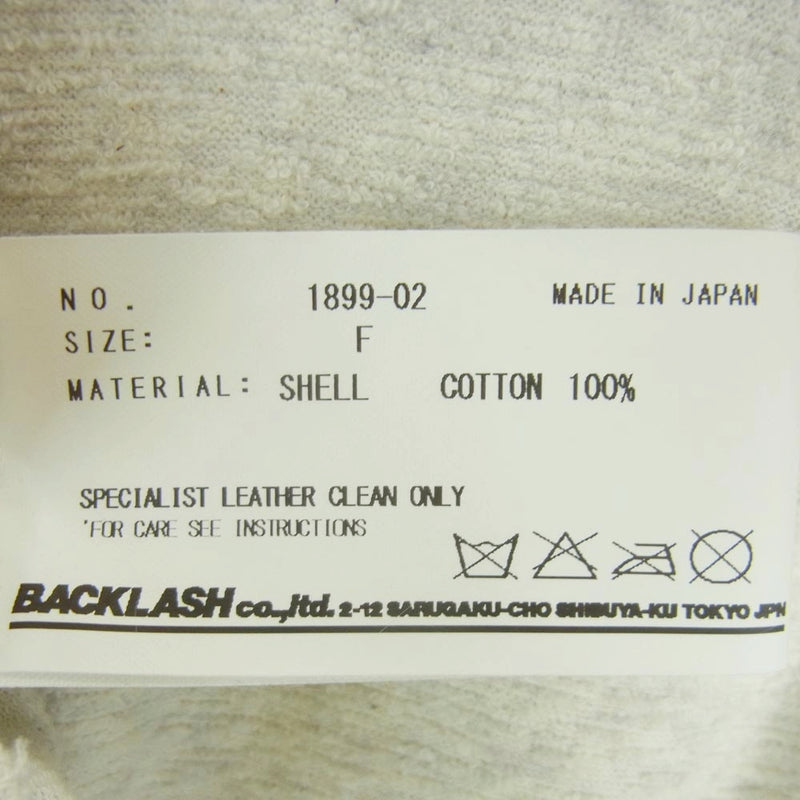 NO. 1899-02 MADE IN JAPAN
SIZE: F
MATERIAL: SHELL COTTON 100%
SPECIALIST LEATHER CLEAN ONLY
'FOR CARE SEE INSTRUCTIONS
BACKLASH co.,ltd. 2-12 SARUGAKU-CHO SHIBUYA-KU TOKYO JPN